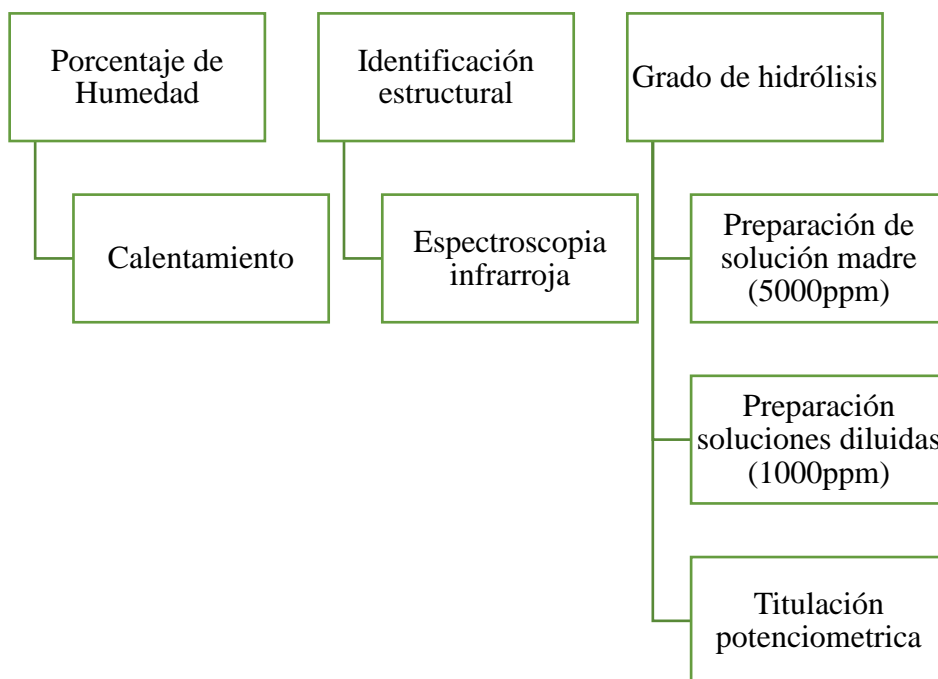 Porcentaje de
Humedad
Calentamiento
Identificación
estructural
Espectroscopia
infrarroja
Grado de hidrólisis
Preparación de
solución madre
(5000ppm)
Preparación
soluciones diluidas
(1000ppm)
Titulación
potenciometrica